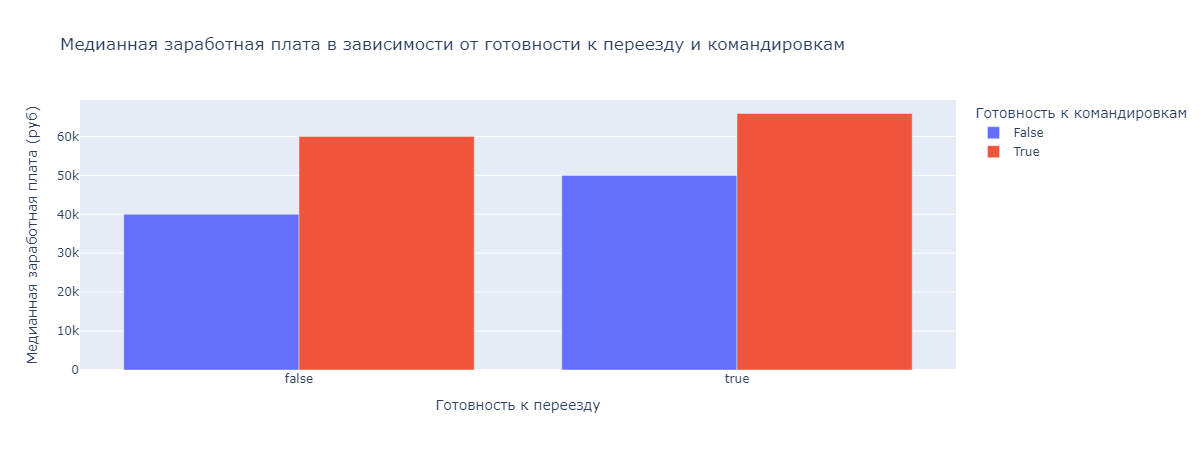 Медианная заработная плата в зависимости от готовности к переезду и командировкам
Медианная заработная плата (руб)
60k
50k
40k
30k
20k
10k
0
false
true
Готовность к переезду
Готовность к командировкам
False
True